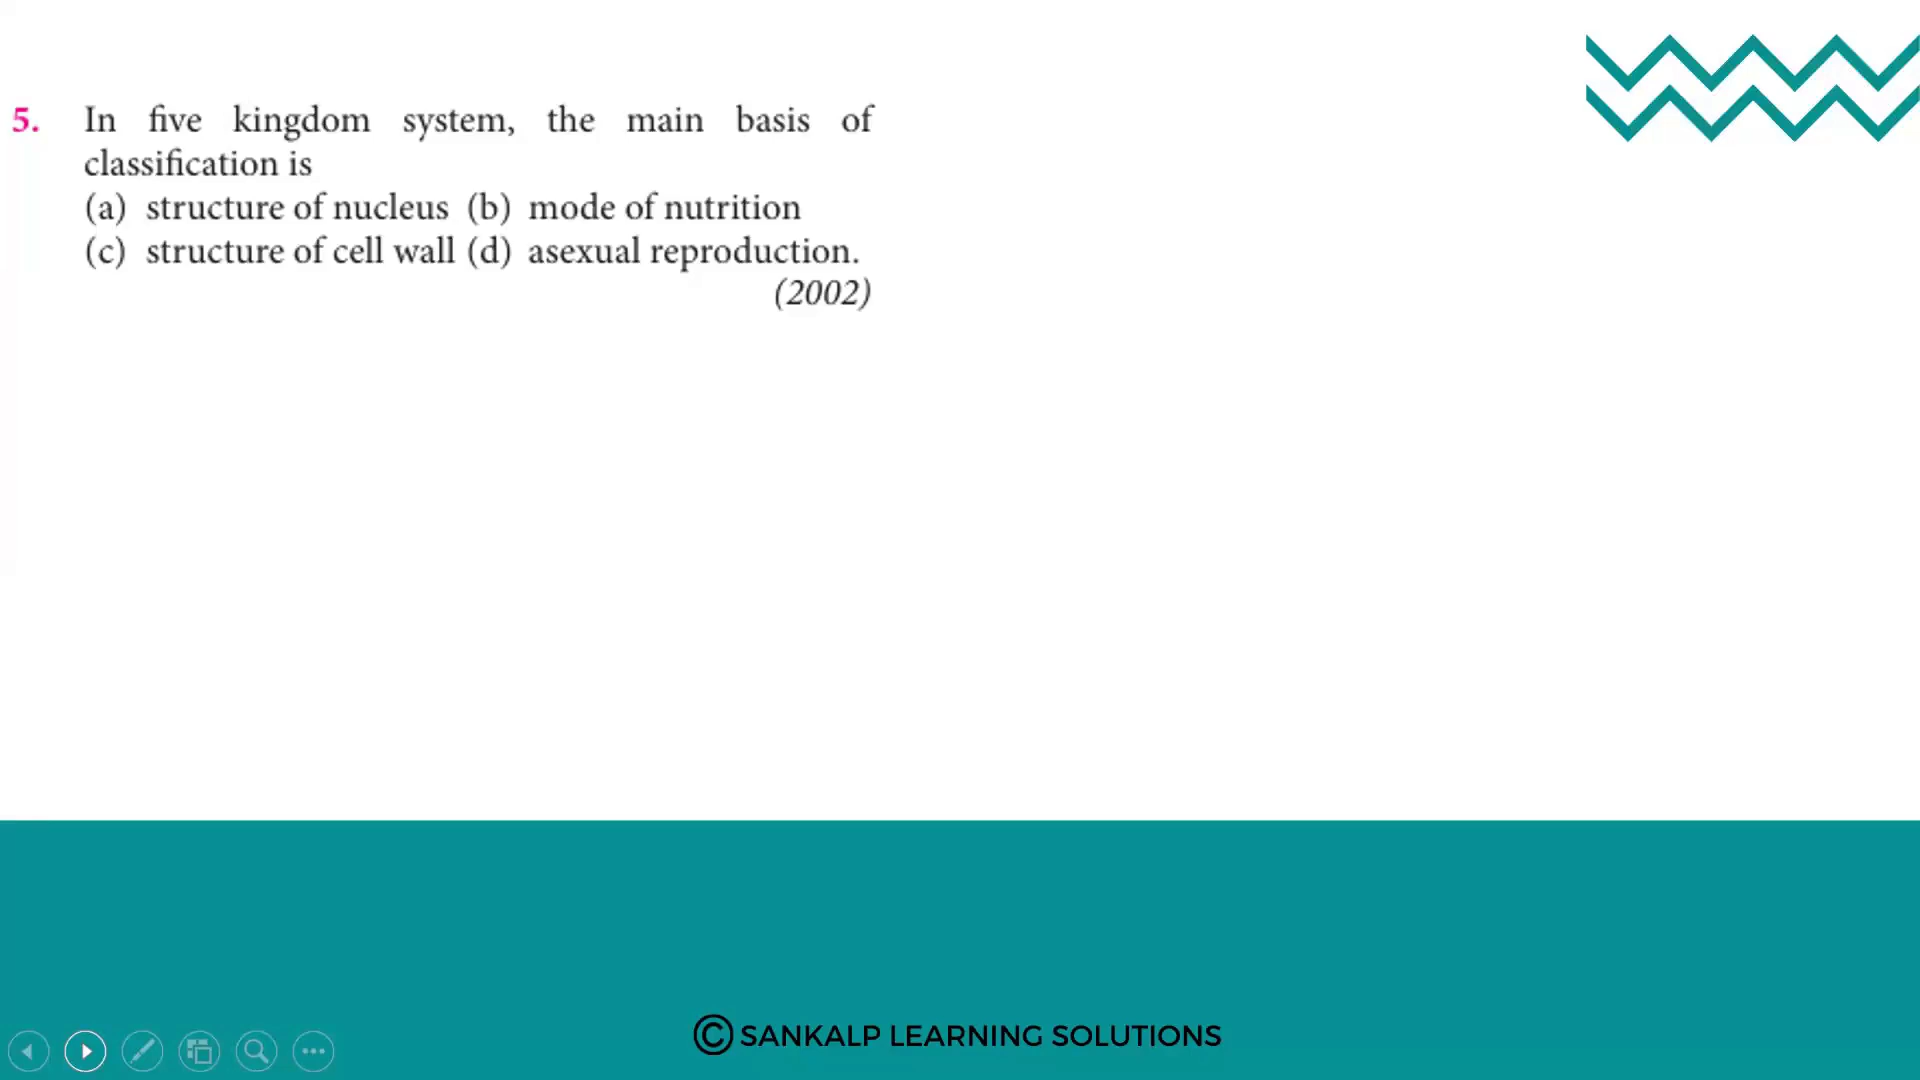 5. In five kingdom system, the main basis of
classification is
(a) structure of nucleus (b) mode of nutrition
(c) structure of cell wall (d) asexual reproduction.
(2002)
© SANKALP LEARNING SOLUTIONS